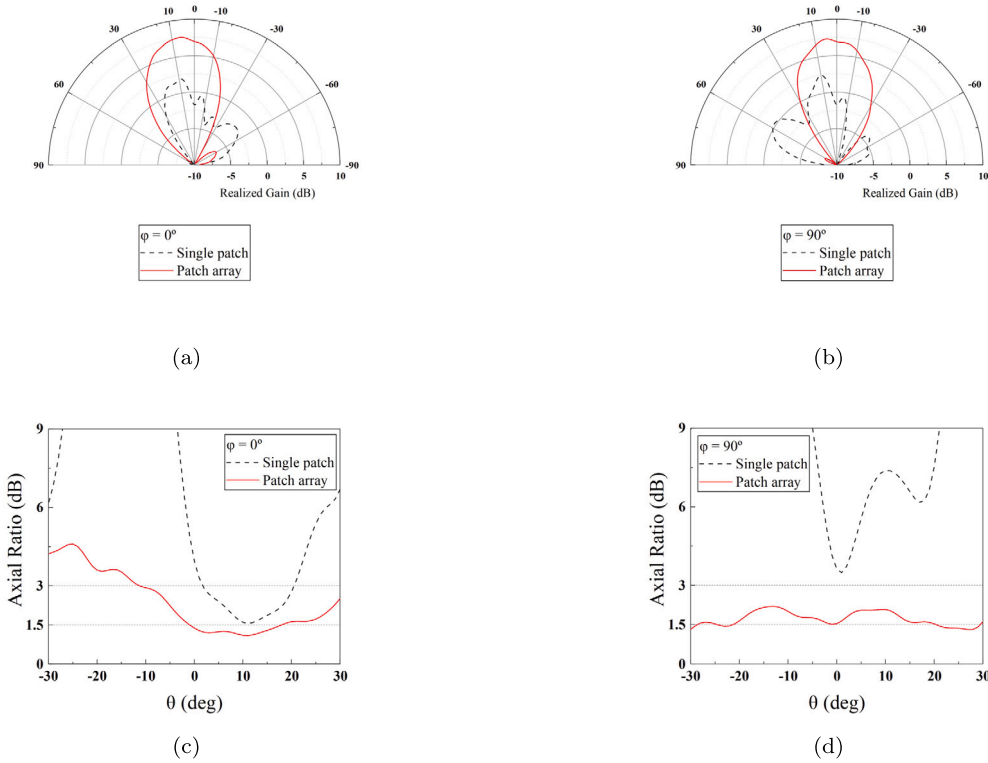 0
10
-10
30
-30
60
-60
90
-90
-10
-5
0
5
10
Realized Gain (dB)
φ = 0º
Single patch
Patch array
(a)
0
10
-10
30
-30
60
-60
90
-90
-10
-5
0
5
10
Realized Gain (dB)
φ = 90º
Single patch
Patch array
(b)
9
6
3
1.5
0
Axial Ratio (dB)
φ = 0º
Single patch
Patch array
-30 -20 -10 0 10 20 30
θ (deg)
(c)
9
6
3
1.5
0
Axial Ratio (dB)
φ = 90º
Single patch
Patch array
-30 -20 -10 0 10 20 30
θ (deg)
(d)